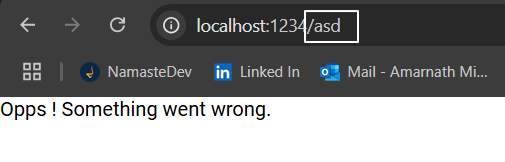 localhost:1234/asd
NamasteDev Linked In Mail - Amarnath Mi...
Opps ! Something went wrong.